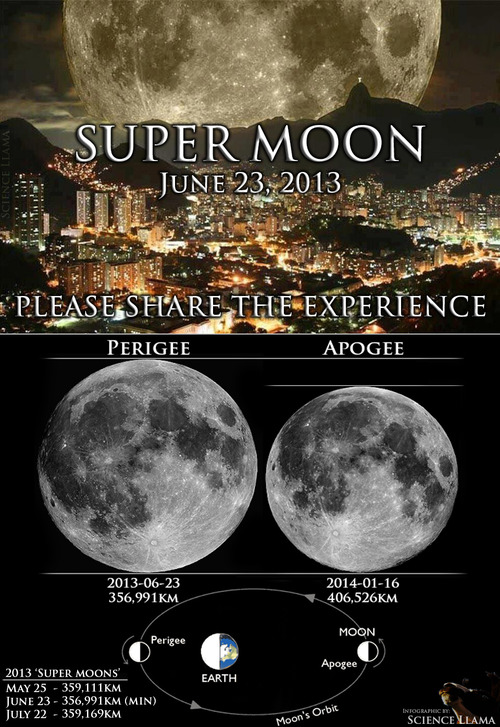 SUPER MOON
JUNE 23, 2013
SCIENCE LLAMA
PLEASE SHARE THE EXPERIENCE
PERIGEE
APOGEE
2013-06-23
356,991KM
2014-01-16
406,526KM
Perigee
EARTH
MOON
Apogee
Moon's Orbit
2013 'SUPER MOONS'
MAY 25 - 359,111KM
JUNE 23 - 356,991KM (MIN)
JULY 22 - 359,169KM
INFOGRAPHIC BY:
SCIENCE LLAMA